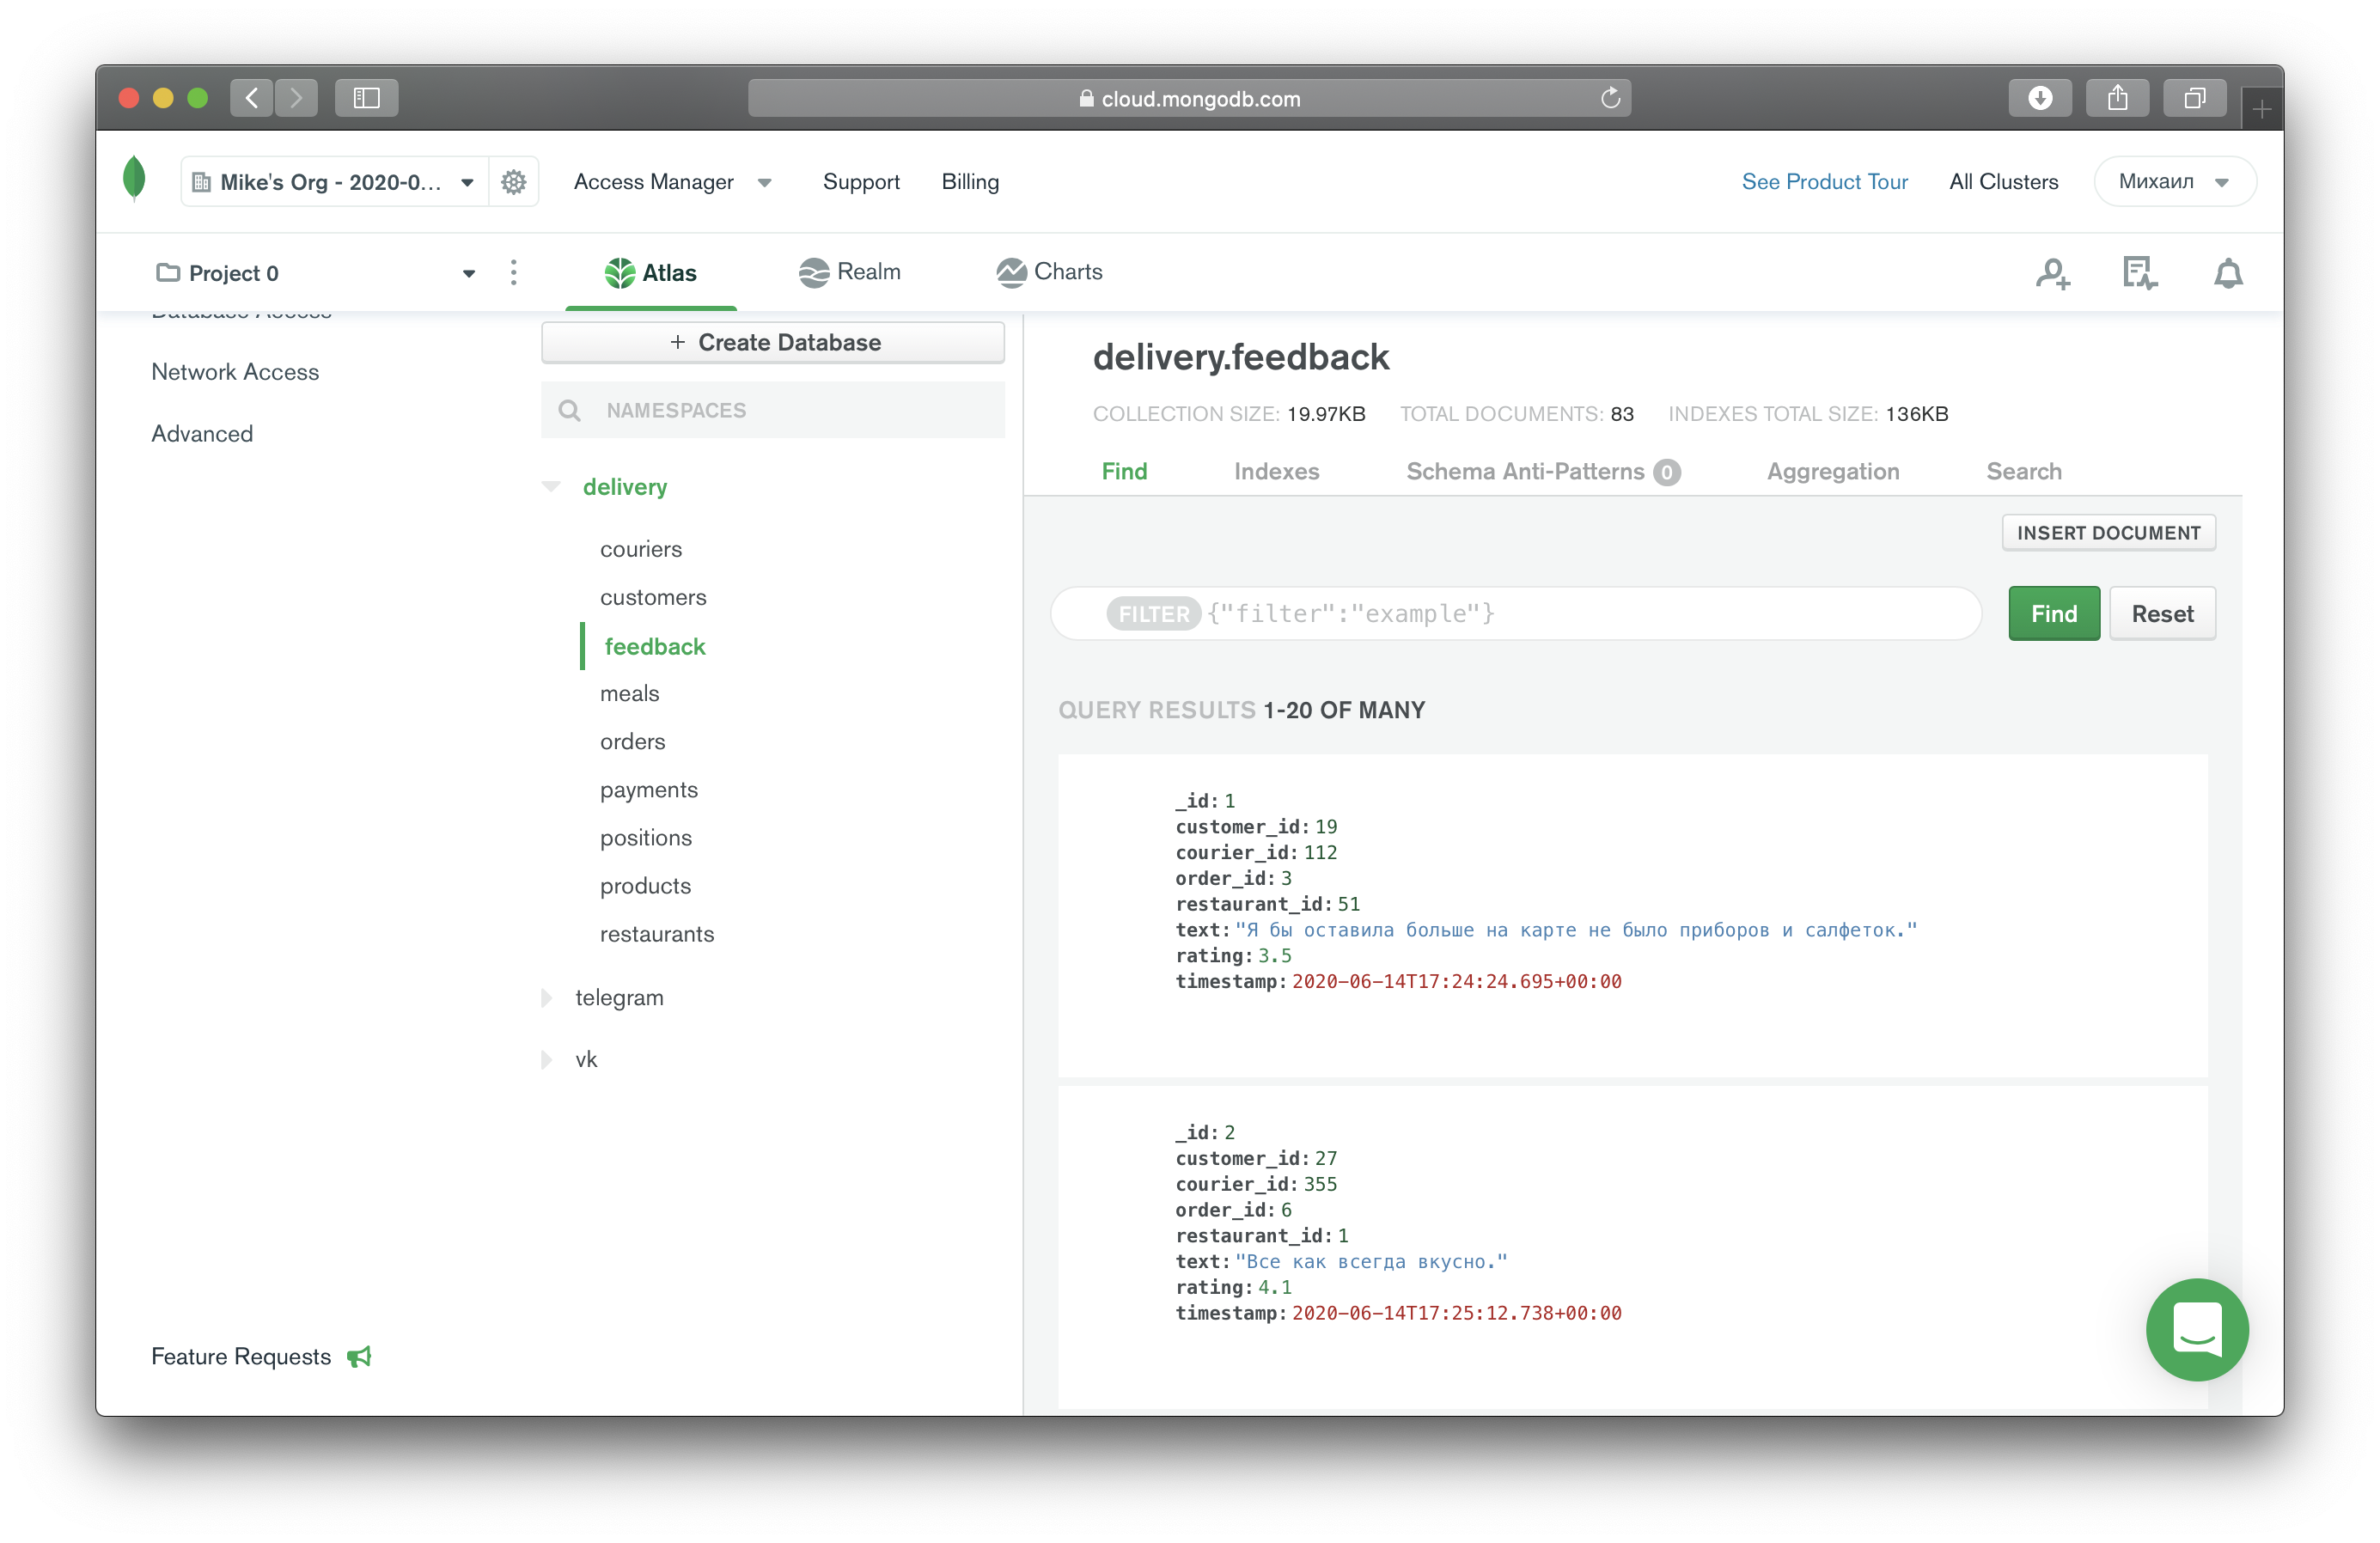 cloud.mongodb.com
Mike's Org - 2020-0...
Access Manager
Support
Billing
See Product Tour
All Clusters
Михаил
Project 0
Atlas
Realm
Charts
Database Access
Network Access
Advanced
Feature Requests
+ Create Database
NAMESPACES
delivery
couriers
customers
feedback
meals
orders
payments
positions
products
restaurants
telegram
vk
delivery.feedback
COLLECTION SIZE: 19.97KB TOTAL DOCUMENTS: 83 INDEXES TOTAL SIZE: 136KB
Find Indexes Schema Anti-Patterns 0 Aggregation Search
INSERT DOCUMENT
FILTER {"filter":"example"}
Find
Reset
QUERY RESULTS 1-20 OF MANY
_id: 1
customer_id: 19
courier_id: 112
order_id: 3
restaurant_id: 51
text: "Я бы оставила больше на карте не было приборов и салфеток."
rating: 3.5
timestamp: 2020-06-14T17:24:24.695+00:00
_id: 2
customer_id: 27
courier_id: 355
order_id: 6
restaurant_id: 1
text: "Все как всегда вкусно."
rating: 4.1
timestamp: 2020-06-14T17:25:12.738+00:00